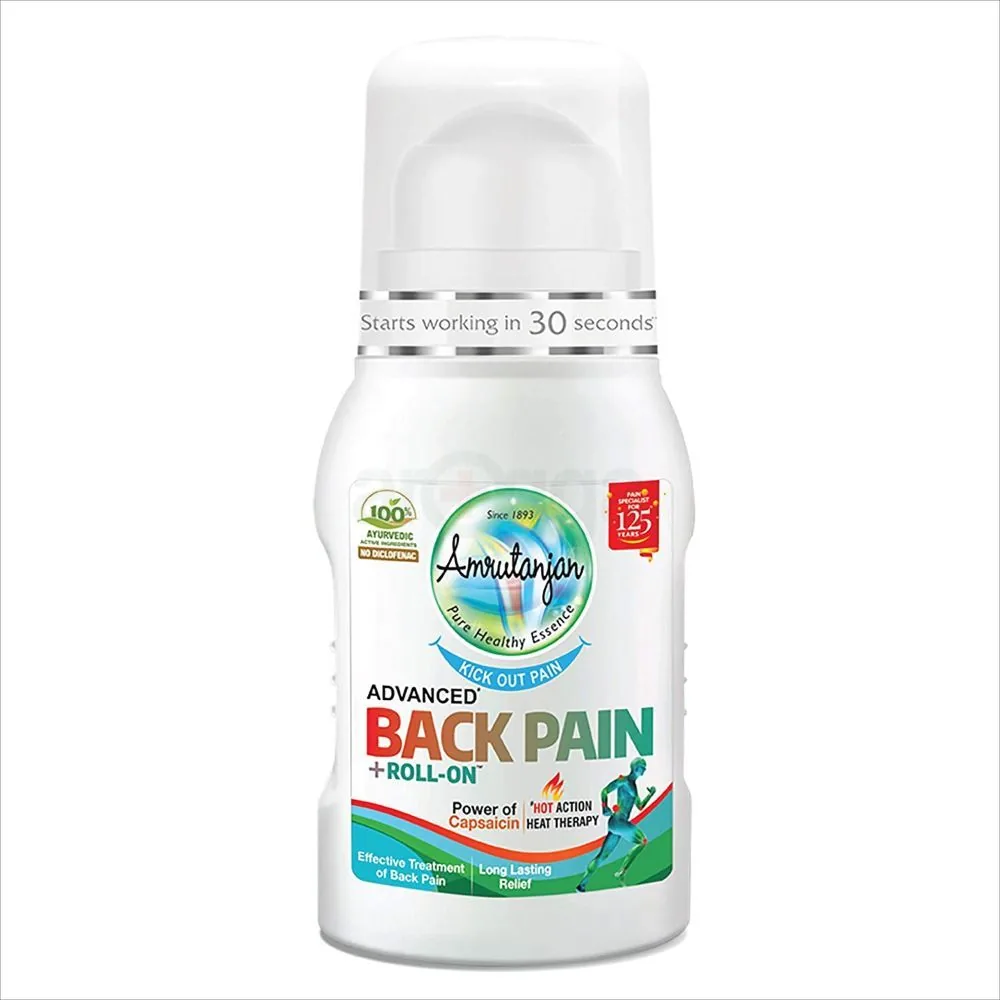 Starts working in 30 seconds**
100%
AYURVEDIC
ACTIVE INGREDIENTS
NO DICLOFENAC
Since 1893
Amrutanjan
Pure Healthy Essence
KICK OUT PAIN
PAIN
SPECIALIST
FOR
125
YEARS
ADVANCED*
BACK PAIN
+ROLL-ON
Power of
Capsaicin
#HOT ACTION
HEAT THERAPY
Effective Treatment
of Back Pain
Long Lasting
Relief